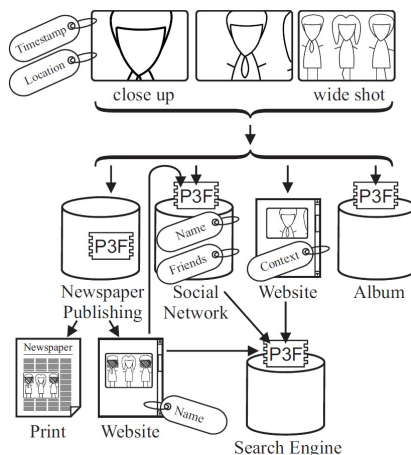 Timestamp
Location
close up
wide shot
P3F
P3F
P3F
P3F
Name
Friends
Context
Newspaper
Publishing
Social
Network
Website
Album
Newspaper
P3F
Print
Website
Name
Search Engine